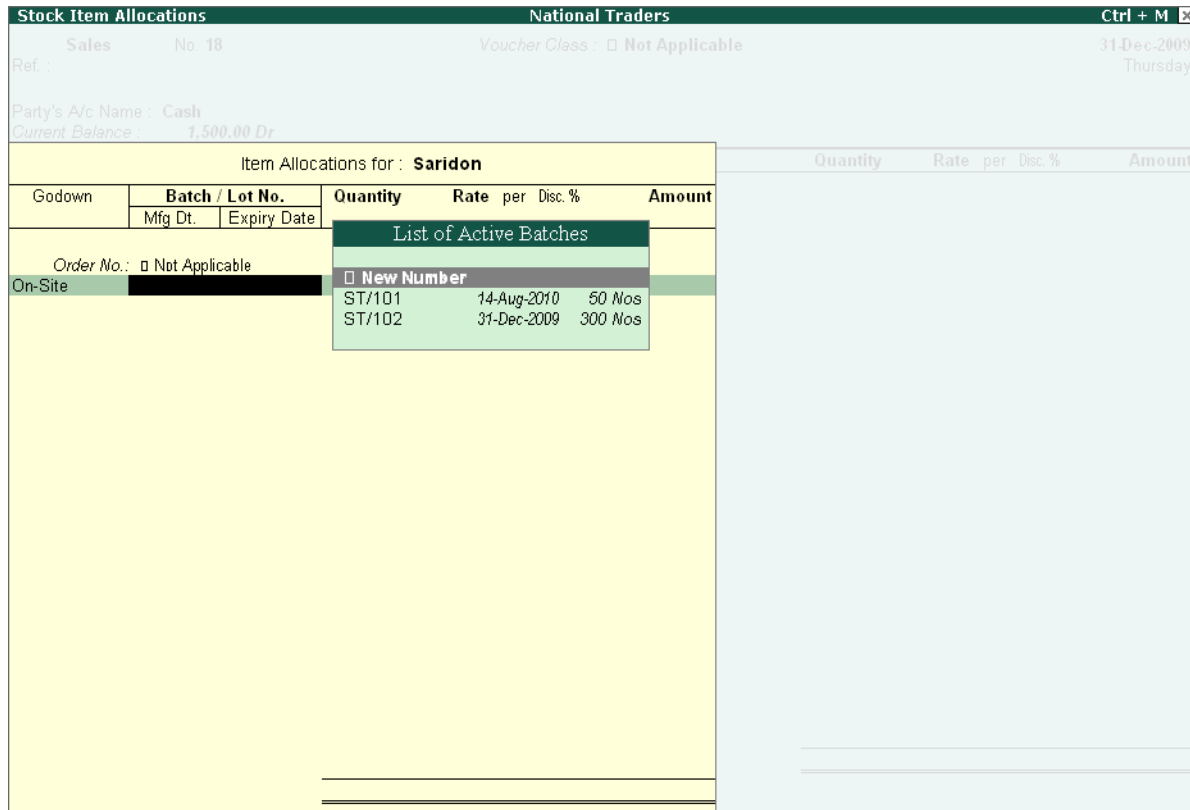 Stock Item Allocations National Traders Ctrl + M
Sales No. 18 Voucher Class : Not Applicable 31-Dec-2009
Ref. : Thursday
Party's A/c Name : Cash
Current Balance : 1,500.00 Dr
Item Allocations for : Saridon
Quantity Rate per Disc. % Amount
Godown Batch / Lot No. Quantity Rate per Disc. % Amount
Mfg Dt. Expiry Date
List of Active Batches
Order No.: Not Applicable
New Number
On-Site
ST/101 14-Aug-2010 50 Nos
ST/102 31-Dec-2009 300 Nos